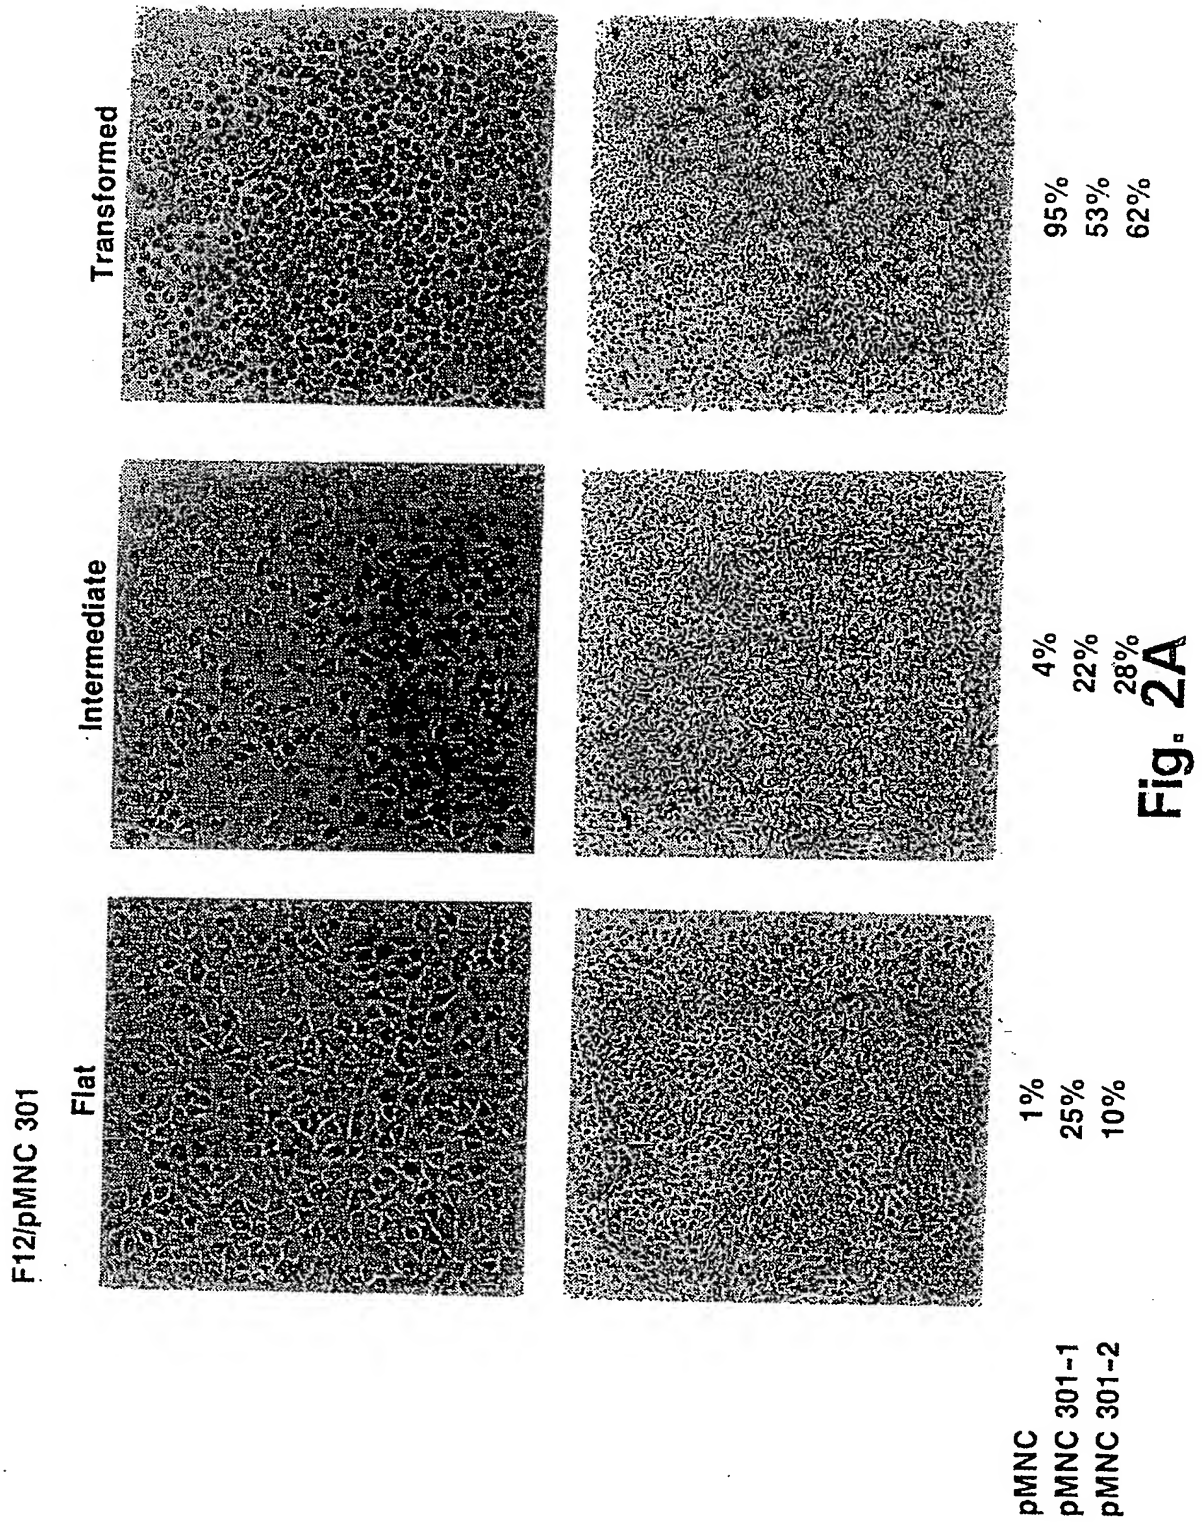 F12/pMNC 301
Flat Intermediate Transformed
pMNC 1% 4% 95%
pMNC 301-1 25% 22% 53%
pMNC 301-2 10% 28% 62%
Fig. 2A